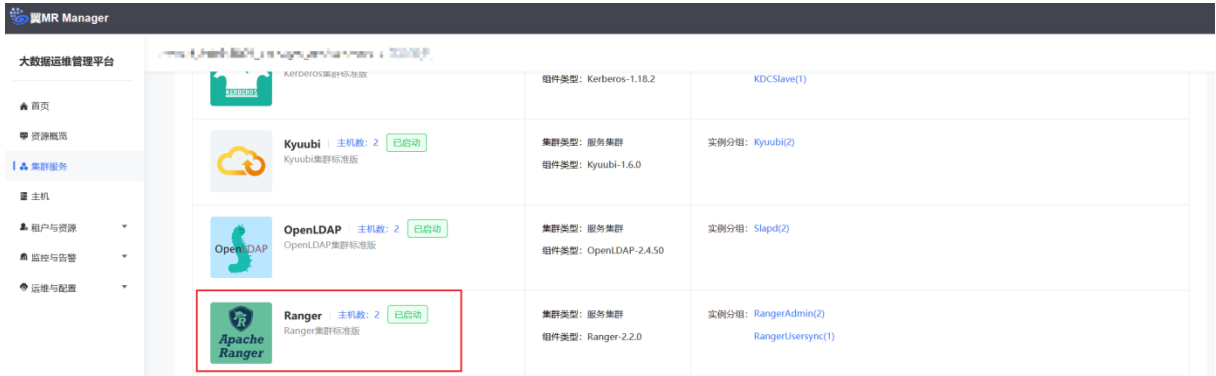 翼MR Manager
大数据运维管理平台
首页
资源概览
集群服务
主机
租户与资源
监控与告警
运维与配置
KERBEROS
Kerberos集群标准版
组件类型：Kerberos-1.18.2
KDCSlave(1)
Kyuubi 主机数：2 已启动
Kyuubi集群标准版
集群类型：服务集群
组件类型：Kyuubi-1.6.0
实例分组：Kyuubi(2)
OpenLDAP
OpenLDAP 主机数：2 已启动
OpenLDAP集群标准版
集群类型：服务集群
组件类型：OpenLDAP-2.4.50
实例分组：Slapd(2)
Apache
Ranger
Ranger 主机数：2 已启动
Ranger集群标准版
集群类型：服务集群
组件类型：Ranger-2.2.0
实例分组：RangerAdmin(2)
RangerUsersync(1)